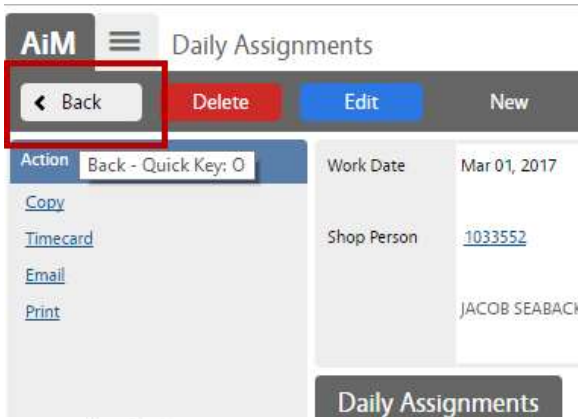 AiM Daily Assignments
Back Delete Edit New
Action
Back - Quick Key: O
Copy
Timecard
Email
Print
Work Date Mar 01, 2017
Shop Person 1033552
JACOB SEABACK
Daily Assignments